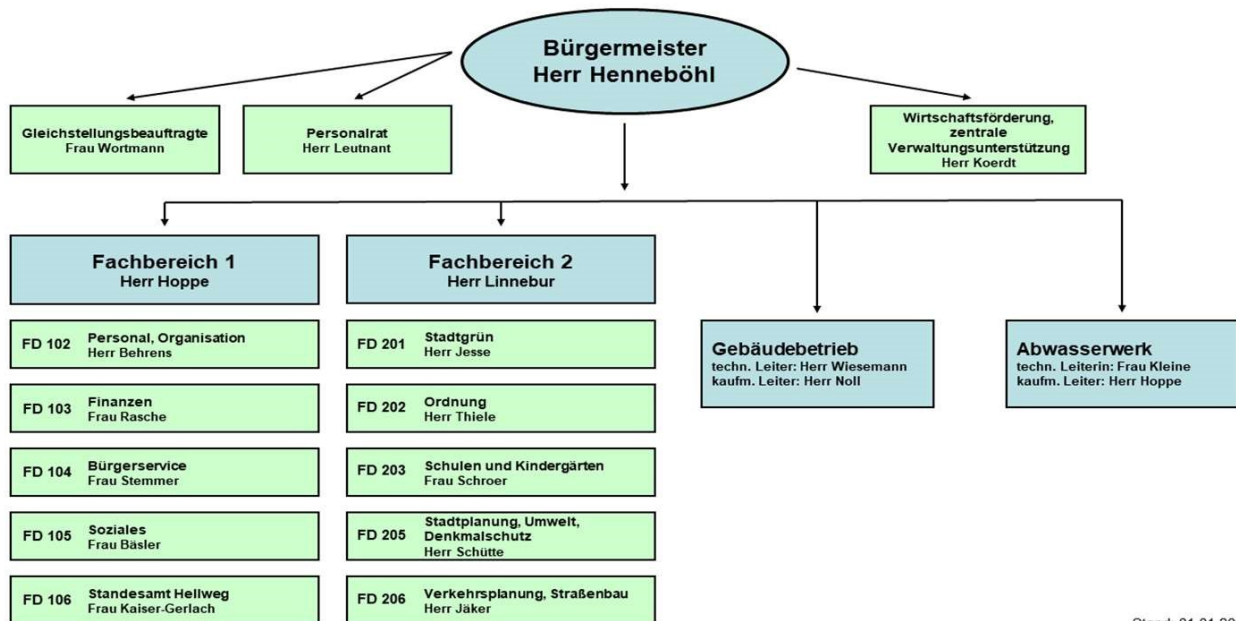 Bürgermeister
Herr Henneböhl
Gleichstellungsbeauftragte
Frau Wortmann
Personalrat
Herr Leutnant
Wirtschaftsförderung,
zentrale
Verwaltungsunterstützung
Herr Koerdt
Fachbereich 1
Herr Hoppe
FD 102 Personal, Organisation
Herr Behrens
FD 103 Finanzen
Frau Rasche
FD 104 Bürgerservice
Frau Stemmer
FD 105 Soziales
Frau Bäsler
FD 106 Standesamt Hellweg
Frau Kaiser-Gerlach
Fachbereich 2
Herr Linnebur
FD 201 Stadtgrün
Herr Jesse
FD 202 Ordnung
Herr Thiele
FD 203 Schulen und Kindergärten
Frau Schroer
FD 205 Stadtplanung, Umwelt,
Denkmalschutz
Herr Schütte
FD 206 Verkehrsplanung, Straßenbau
Herr Jäker
Gebäudebetrieb
techn. Leiter: Herr Wiesemann
kaufm. Leiter: Herr Noll
Abwasserwerk
techn. Leiterin: Frau Kleine
kaufm. Leiter: Herr Hoppe